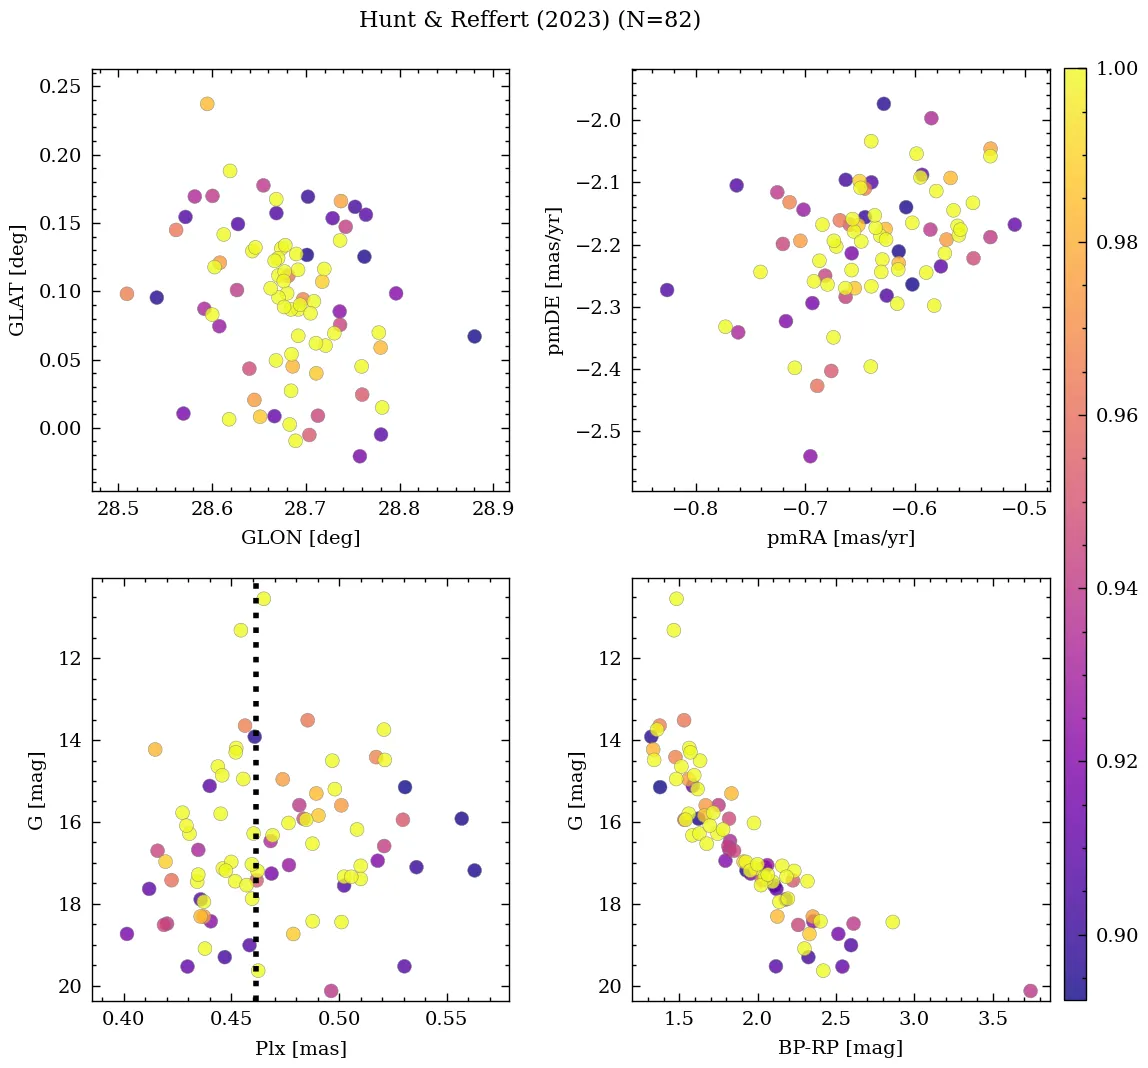 Hunt & Reffert (2023) (N=82)
0.25
0.20
0.15
0.10
0.05
0.00
GLAT [deg]
28.5 28.6 28.7 28.8 28.9
GLON [deg]
−2.0
−2.1
−2.2
−2.3
−2.4
−2.5
pmDE [mas/yr]
−0.8 −0.7 −0.6 −0.5
pmRA [mas/yr]
12
14
16
18
20
G [mag]
0.40 0.45 0.50 0.55
Plx [mas]
12
14
16
18
20
G [mag]
1.5 2.0 2.5 3.0 3.5
BP-RP [mag]
1.00
0.98
0.96
0.94
0.92
0.90